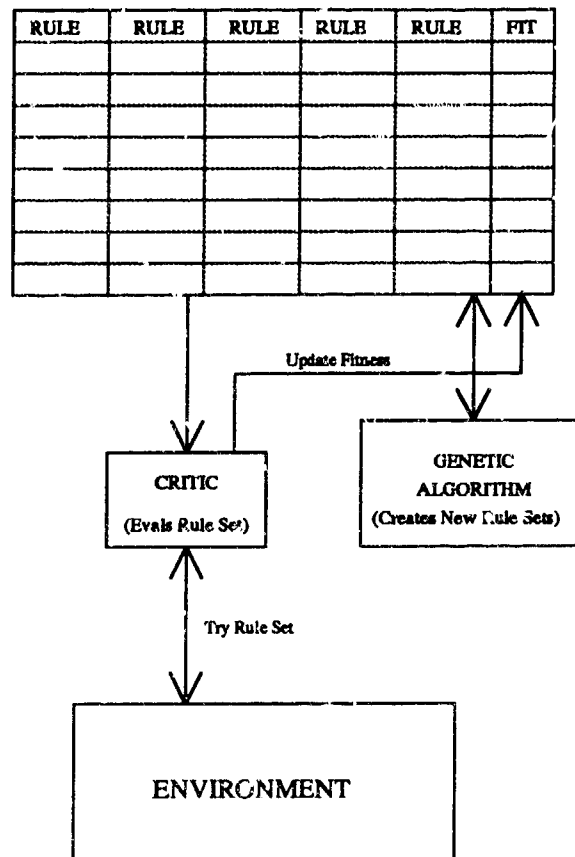 RULE RULE RULE RULE RULE FIT
Update Fitness
CRITIC
(Evals Rule Set)
GENETIC
ALGORITHM
(Creates New Rule Sets)
Try Rule Set
ENVIRONMENT